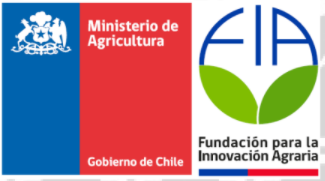 Ministerio de
Agricultura
Gobierno de Chile
FIA
Fundación para la
Innovación Agraria